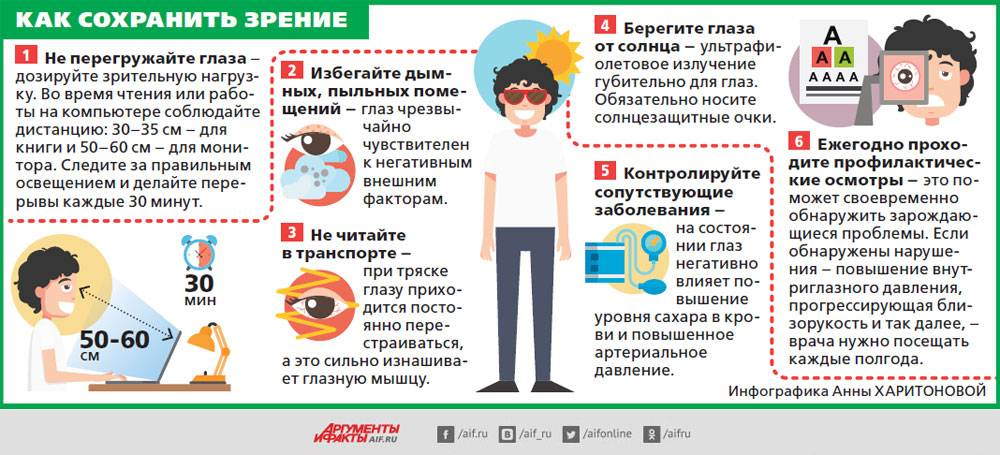 КАК СОХРАНИТЬ ЗРЕНИЕ
1 Не перегружайте глаза –
дозируйте зрительную нагруз-
ку. Во время чтения или рабо-
ты на компьютере соблюдайте
дистанцию: 30–35 см – для
книги и 50–60 см – для мони-
тора. Следите за правильным
освещением и делайте пере-
рывы каждые 30 минут.
30
МИН
50-60
СМ
2 Избегайте дым-
ных, пыльных поме-
щений – глаз чрезвы-
чайно
чувствителен
к негативным
внешним
факторам.
3 Не читайте
в транспорте –
при тряске
глазу прихо-
дится посто-
янно пере-
страиваться,
а это сильно изнашива-
ет глазную мышцу.
4 Берегите глаза
от солнца – ультрафи-
олетовое излучение
губительно для глаз.
Обязательно носите
солнцезащитные очки.
5 Контролируйте
сопутствующие
заболевания –
на состоя-
нии глаз
негативно
влияет по-
вышение
уровня сахара в кро-
ви и повышенное
артериальное
давление.
А
А А
А А А А
6 Ежегодно прохо-
дите профилактичес-
кие осмотры – это по-
может своевременно
обнаружить зарождаю-
щиеся проблемы. Если
обнаружены наруше-
ния – повышение внут-
риглазного давления,
прогрессирующая бли-
зорукость и так далее, –
врача нужно посещать
каждые полгода.
Инфографика Анны ХАРИТОНОВОЙ
АРГУМЕНТЫ
И ФАКТЫ AIF.RU
/aif.ru /aif_ru /aifonline /aifru